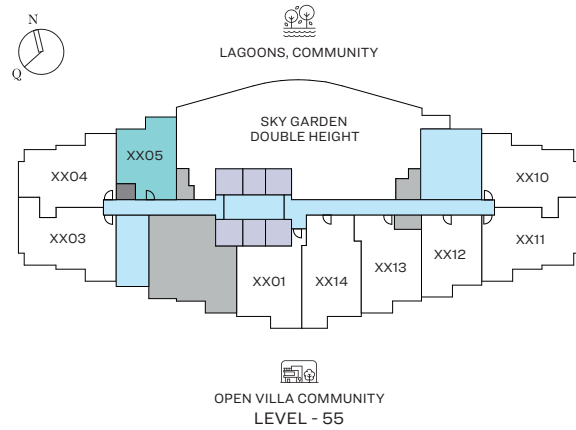 N
Q
LAGOONS, COMMUNITY
SKY GARDEN
DOUBLE HEIGHT
XX05
XX04
XX10
XX03
XX11
XX12
XX13
XX01
XX14
OPEN VILLA COMMUNITY
LEVEL - 55